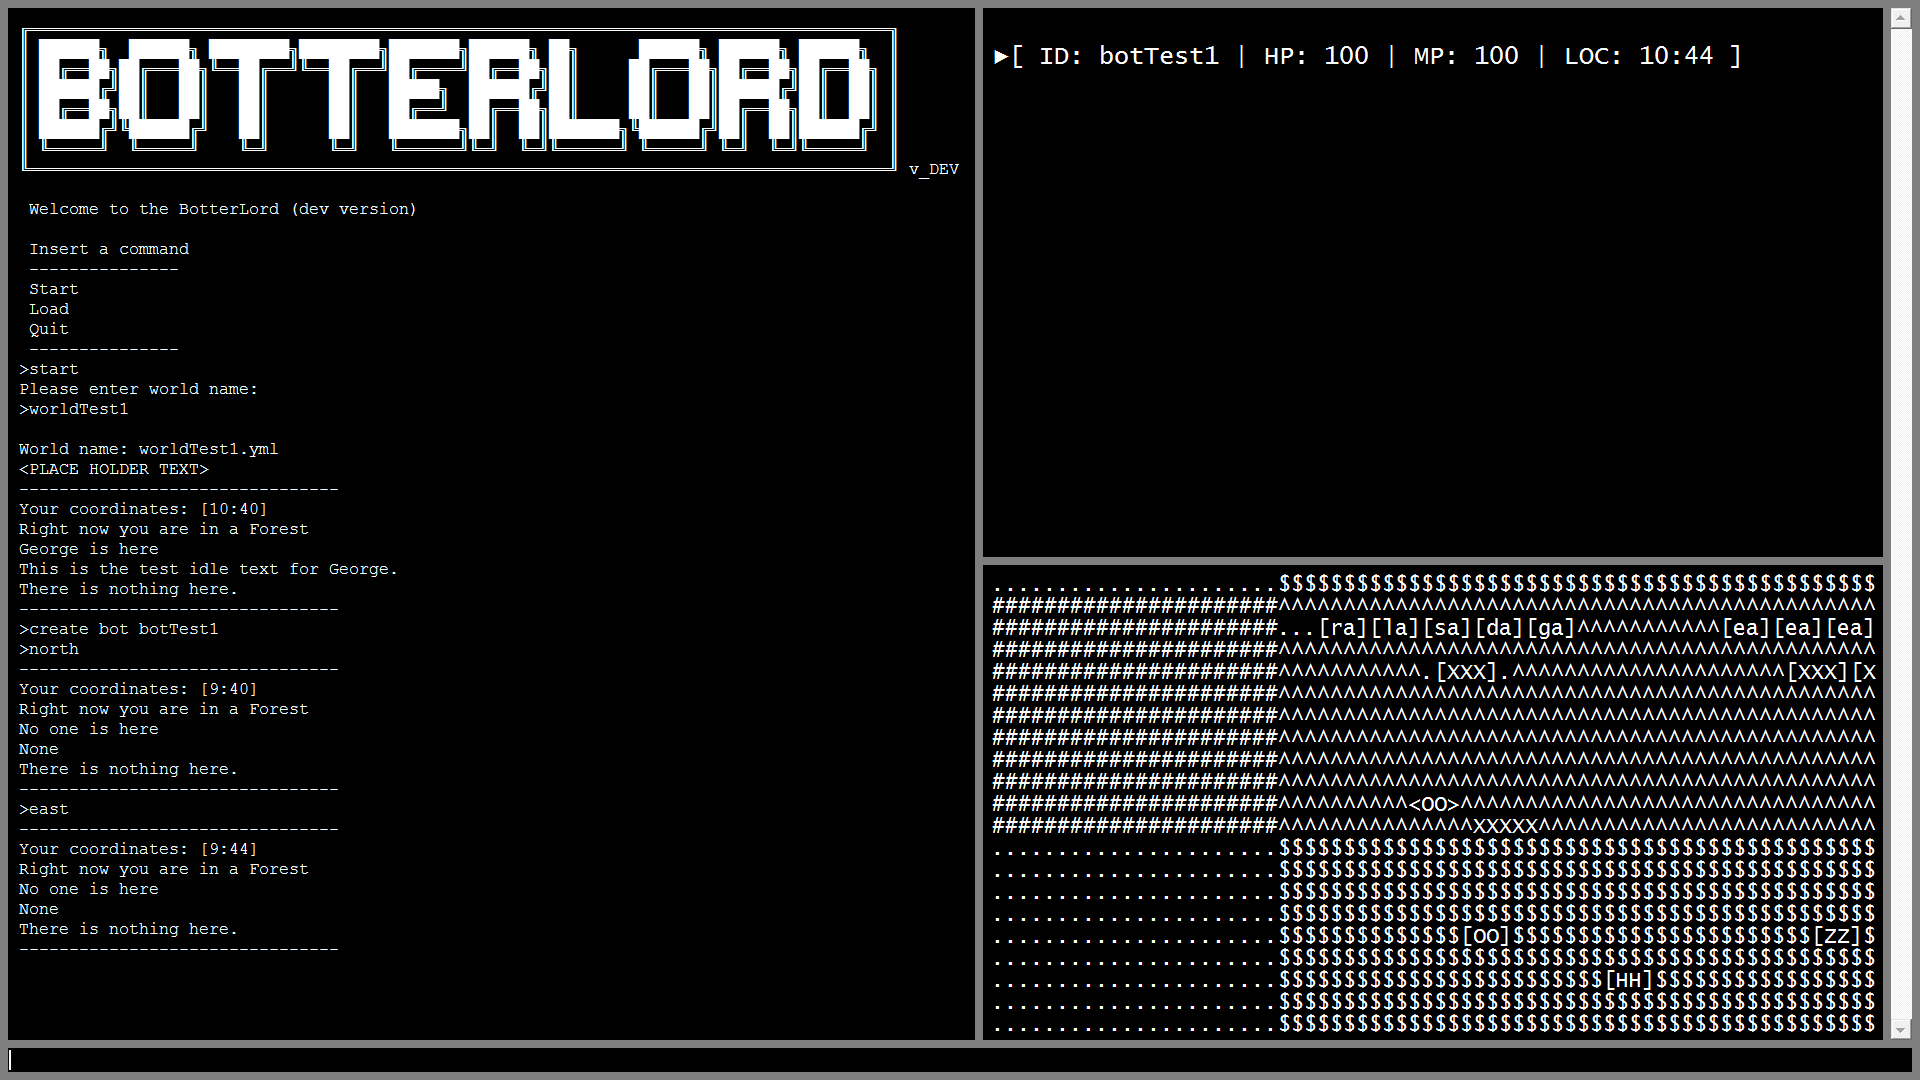 BOTTERLORD
v_DEV
Welcome to the BotterLord (dev version)
Insert a command
---------------
Start
Load
Quit
---------------
>start
Please enter world name:
>worldTest1
World name: worldTest1.yml
<PLACE HOLDER TEXT>
--------------------------------
Your coordinates: [10:40]
Right now you are in a Forest
George is here
This is the test idle text for George.
There is nothing here.
--------------------------------
>create bot botTest1
>north
--------------------------------
Your coordinates: [9:40]
Right now you are in a Forest
No one is here
None
There is nothing here.
--------------------------------
>east
--------------------------------
Your coordinates: [9:44]
Right now you are in a Forest
No one is here
None
There is nothing here.
--------------------------------
►[ ID: botTest1 | HP: 100 | MP: 100 | LOC: 10:44 ]
......................$$$$$$$$$$$$$$$$$$$$$$$$$$$$$$$$$$$$$$$$$$$$$$
######################^^^^^^^^^^^^^^^^^^^^^^^^^^^^^^^^^^^^^^^^^^^^^^
######################...[ra][la][sa][da][ga]^^^^^^^^^^^[ea][ea][ea]
######################^^^^^^^^^^^^^^^^^^^^^^^^^^^^^^^^^^^^^^^^^^^^^^
######################^^^^^^^^^^^.[XXX].^^^^^^^^^^^^^^^^^^^^^[XXX][X
######################^^^^^^^^^^^^^^^^^^^^^^^^^^^^^^^^^^^^^^^^^^^^^^
######################^^^^^^^^^^^^^^^^^^^^^^^^^^^^^^^^^^^^^^^^^^^^^^
######################^^^^^^^^^^^^^^^^^^^^^^^^^^^^^^^^^^^^^^^^^^^^^^
######################^^^^^^^^^^^^^^^^^^^^^^^^^^^^^^^^^^^^^^^^^^^^^^
######################^^^^^^^^^^^^^^^^^^^^^^^^^^^^^^^^^^^^^^^^^^^^^^
######################^^^^^^^^^^<OO>^^^^^^^^^^^^^^^^^^^^^^^^^^^^^^^^
######################^^^^^^^^^^^^^^^XXXXX^^^^^^^^^^^^^^^^^^^^^^^^^^
......................$$$$$$$$$$$$$$$$$$$$$$$$$$$$$$$$$$$$$$$$$$$$$$
......................$$$$$$$$$$$$$$$$$$$$$$$$$$$$$$$$$$$$$$$$$$$$$$
......................$$$$$$$$$$$$$$$$$$$$$$$$$$$$$$$$$$$$$$$$$$$$$$
......................$$$$$$$$$$$$$$$$$$$$$$$$$$$$$$$$$$$$$$$$$$$$$$
......................$$$$$$$$$$$$$$[OO]$$$$$$$$$$$$$$$$$$$$$$$[ZZ]$
......................$$$$$$$$$$$$$$$$$$$$$$$$$$$$$$$$$$$$$$$$$$$$$$
......................$$$$$$$$$$$$$$$$$$$$$$$$$[HH]$$$$$$$$$$$$$$$$$
......................$$$$$$$$$$$$$$$$$$$$$$$$$$$$$$$$$$$$$$$$$$$$$$
......................$$$$$$$$$$$$$$$$$$$$$$$$$$$$$$$$$$$$$$$$$$$$$$